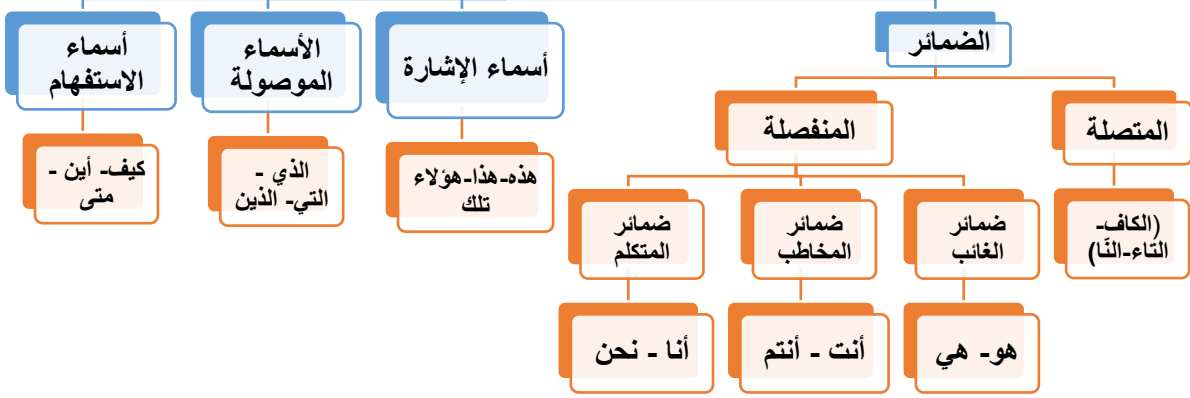 الضمائر
المتصلة
(الكاف-
التاء-النّا)
المنفصلة
ضمائر
الغائب
هو- هي
ضمائر
المخاطب
أنت - أنتم
ضمائر
المتكلم
أنا - نحن
أسماء الإشارة
هذه-هذا-هؤلاء
تلك
الأسماء
الموصولة
الذي -
التي- الذين
أسماء
الاستفهام
كيف- أين -
متى